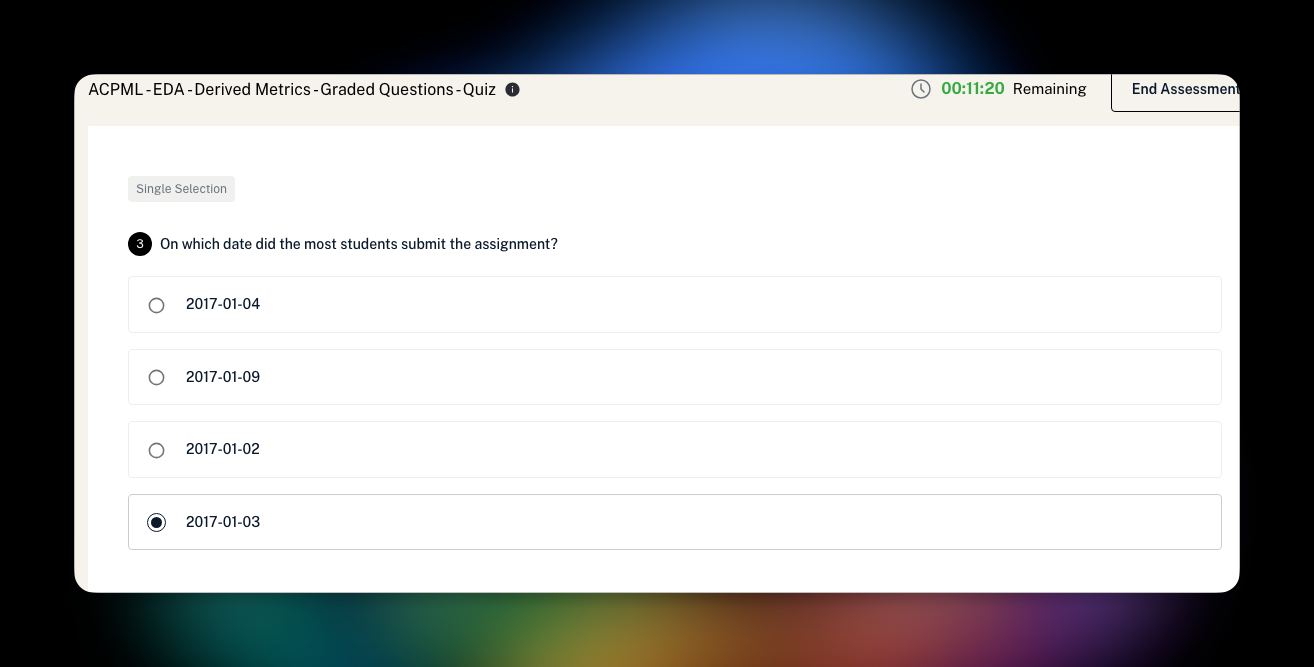 ACPML - EDA - Derived Metrics - Graded Questions - Quiz
00:11:20 Remaining
End Assessment
Single Selection
3 On which date did the most students submit the assignment?
2017-01-04
2017-01-09
2017-01-02
2017-01-03